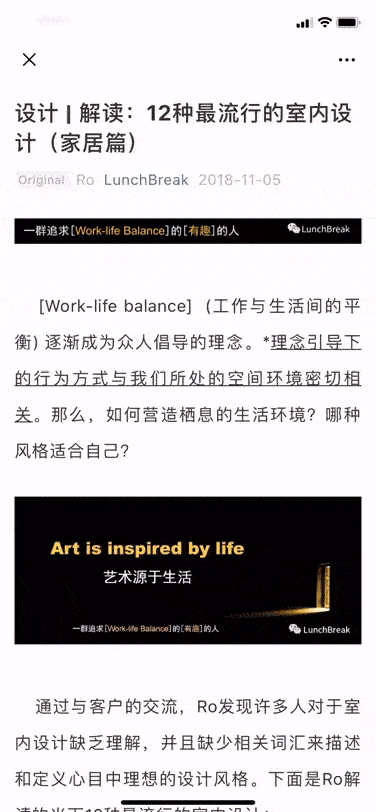 设计 | 解读：12种最流行的室内设
计（家居篇）
Original Ro LunchBreak 2018-11-05
一群追求[Work-life Balance]的[有趣]的人 LunchBreak
[Work-life balance]（工作与生活间的平
衡) 逐渐成为众人倡导的理念。*理念引导下
的行为方式与我们所处的空间环境密切相
关。那么，如何营造栖息的生活环境？哪种
风格适合自己？
Art is inspired by life
艺术源于生活
一群追求[Work-life Balance]的[有趣]的人 LunchBreak
通过与客户的交流，Ro发现许多人对于室
内设计缺乏理解，并且缺少相关词汇来描述
和定义心目中理想的设计风格。下面是Ro解